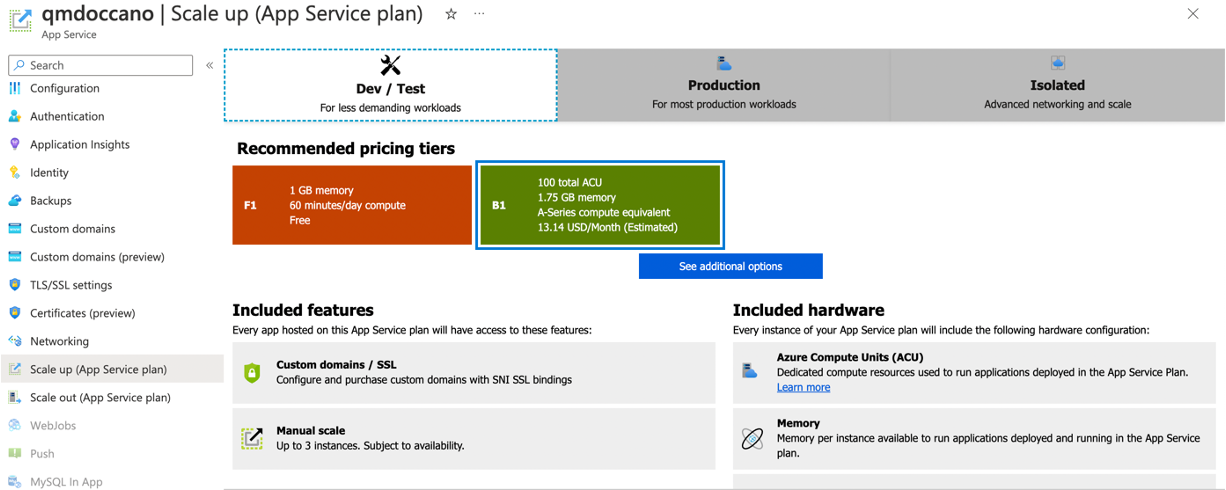 qmdoccano | Scale up (App Service plan)
App Service
Search
Configuration
Authentication
Application Insights
Identity
Backups
Custom domains
Custom domains (preview)
TLS/SSL settings
Certificates (preview)
Networking
Scale up (App Service plan)
Scale out (App Service plan)
WebJobs
Push
MySQL In App
Dev / Test
For less demanding workloads
Production
For most production workloads
Isolated
Advanced networking and scale
Recommended pricing tiers
F1
1 GB memory
60 minutes/day compute
Free
B1
100 total ACU
1.75 GB memory
A-Series compute equivalent
13.14 USD/Month (Estimated)
See additional options
Included features
Every app hosted on this App Service plan will have access to these features:
Custom domains / SSL
Configure and purchase custom domains with SNI SSL bindings
Manual scale
Up to 3 instances. Subject to availability.
Included hardware
Every instance of your App Service plan will include the following hardware configuration:
Azure Compute Units (ACU)
Dedicated compute resources used to run applications deployed in the App Service Plan.
Learn more
Memory
Memory per instance available to run applications deployed and running in the App Service
plan.